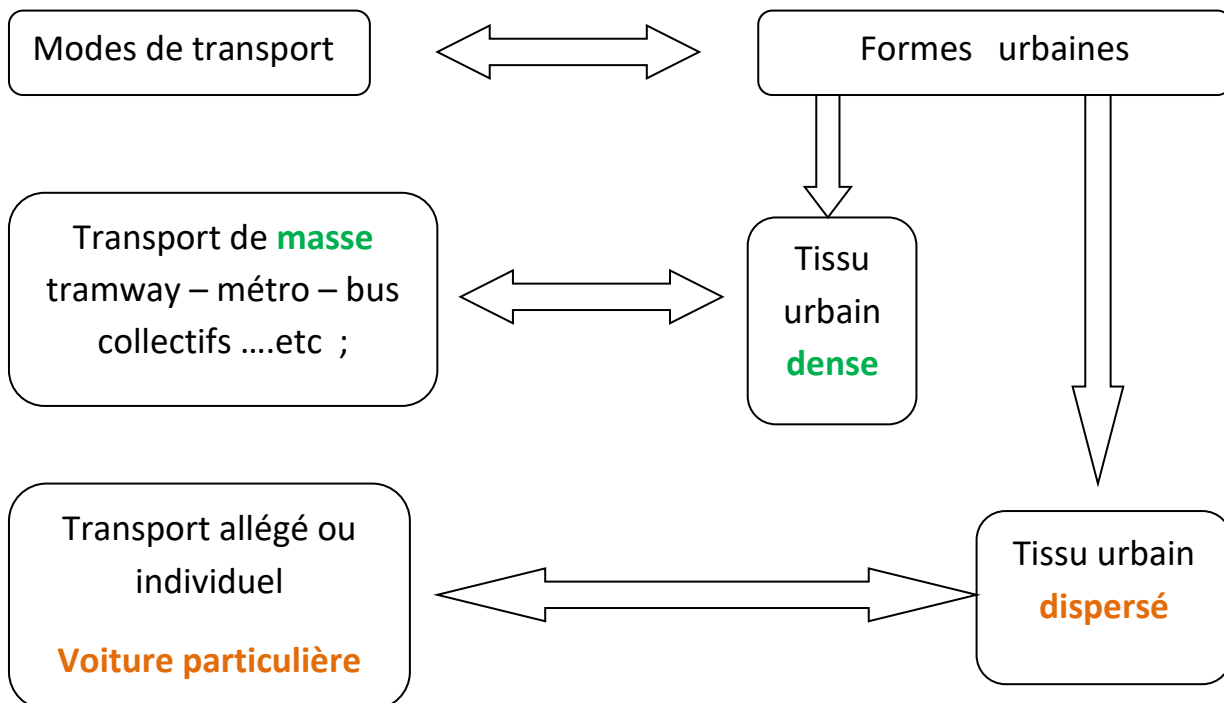 Modes de transport
Formes urbaines
Transport de masse
tramway – métro – bus
collectifs ....etc ;
Tissu
urbain
dense
Transport allégé ou
individuel
Voiture particulière
Tissu urbain
dispersé